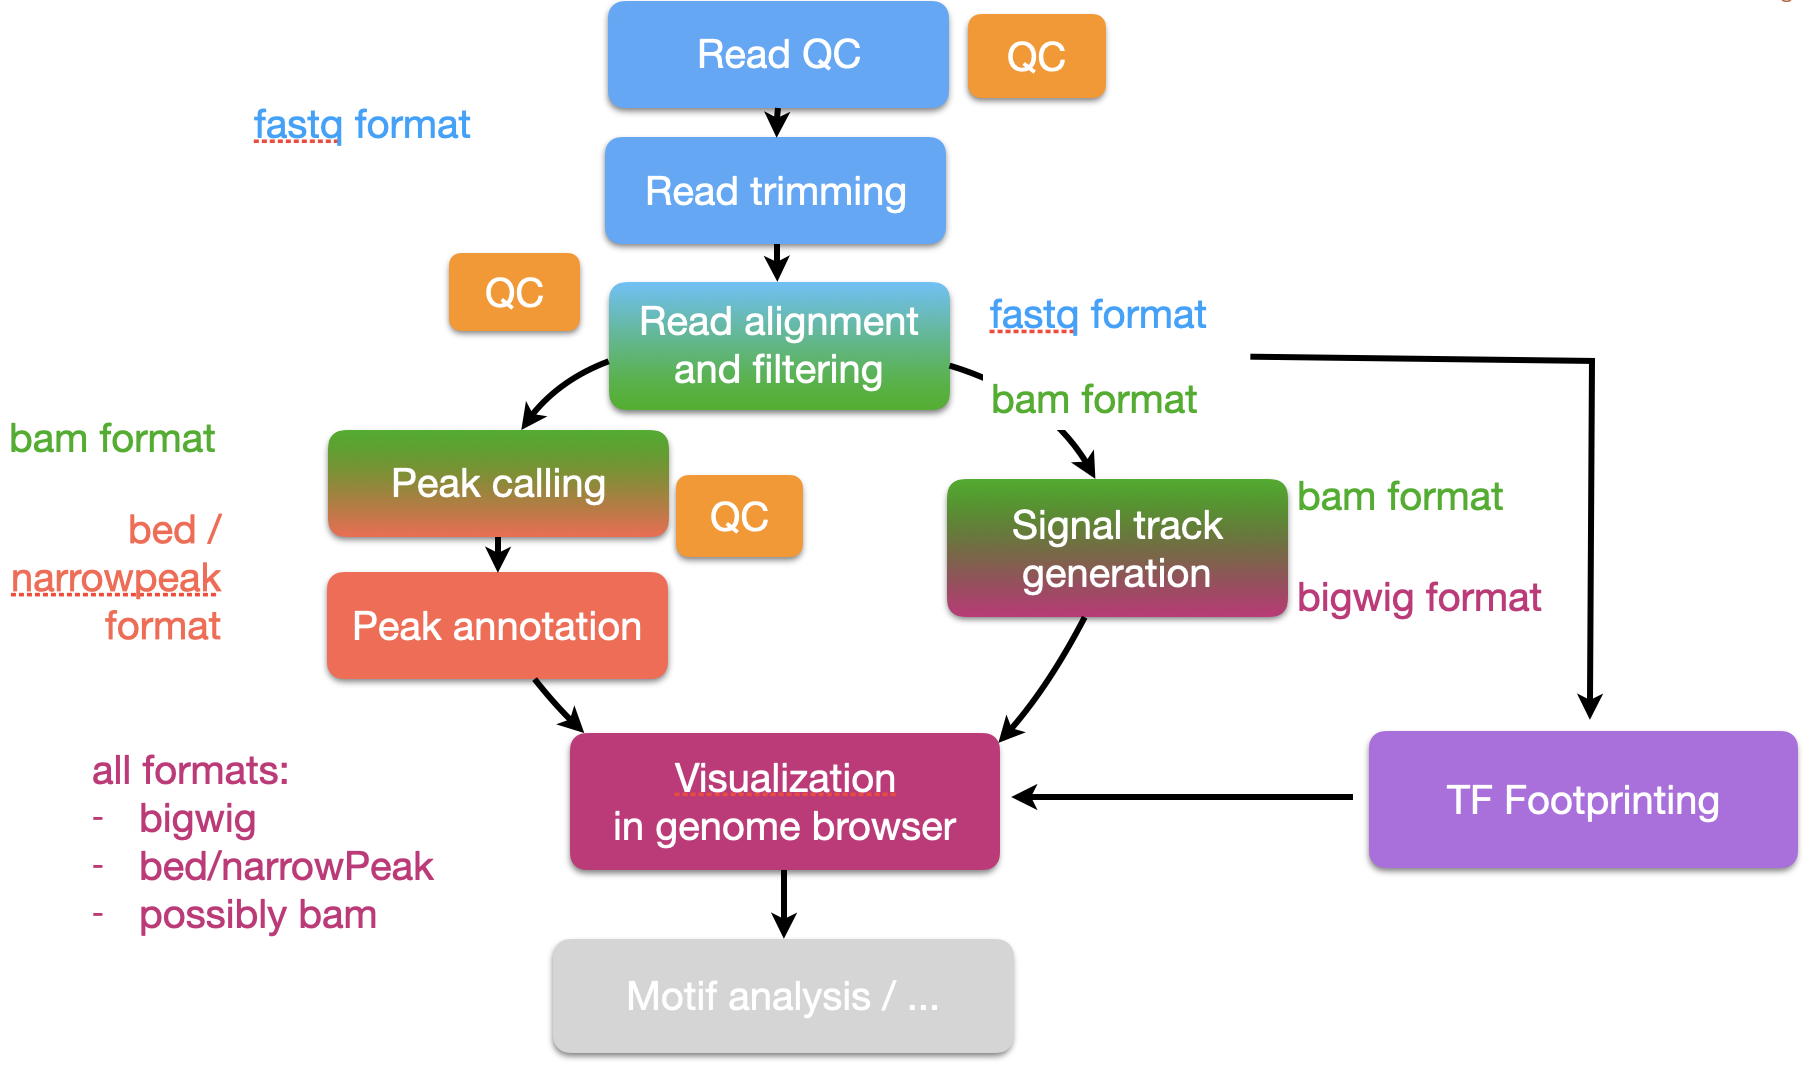 Read QC
QC
fastq format
Read trimming
QC
Read alignment
and filtering
fastq format
bam format
bam format
Peak calling
QC
bed /
narrowpeak
format
Signal track
generation
bam format
bigwig format
Peak annotation
all formats:
- bigwig
- bed/narrowPeak
- possibly bam
Visualization
in genome browser
TF Footprinting
Motif analysis / ...